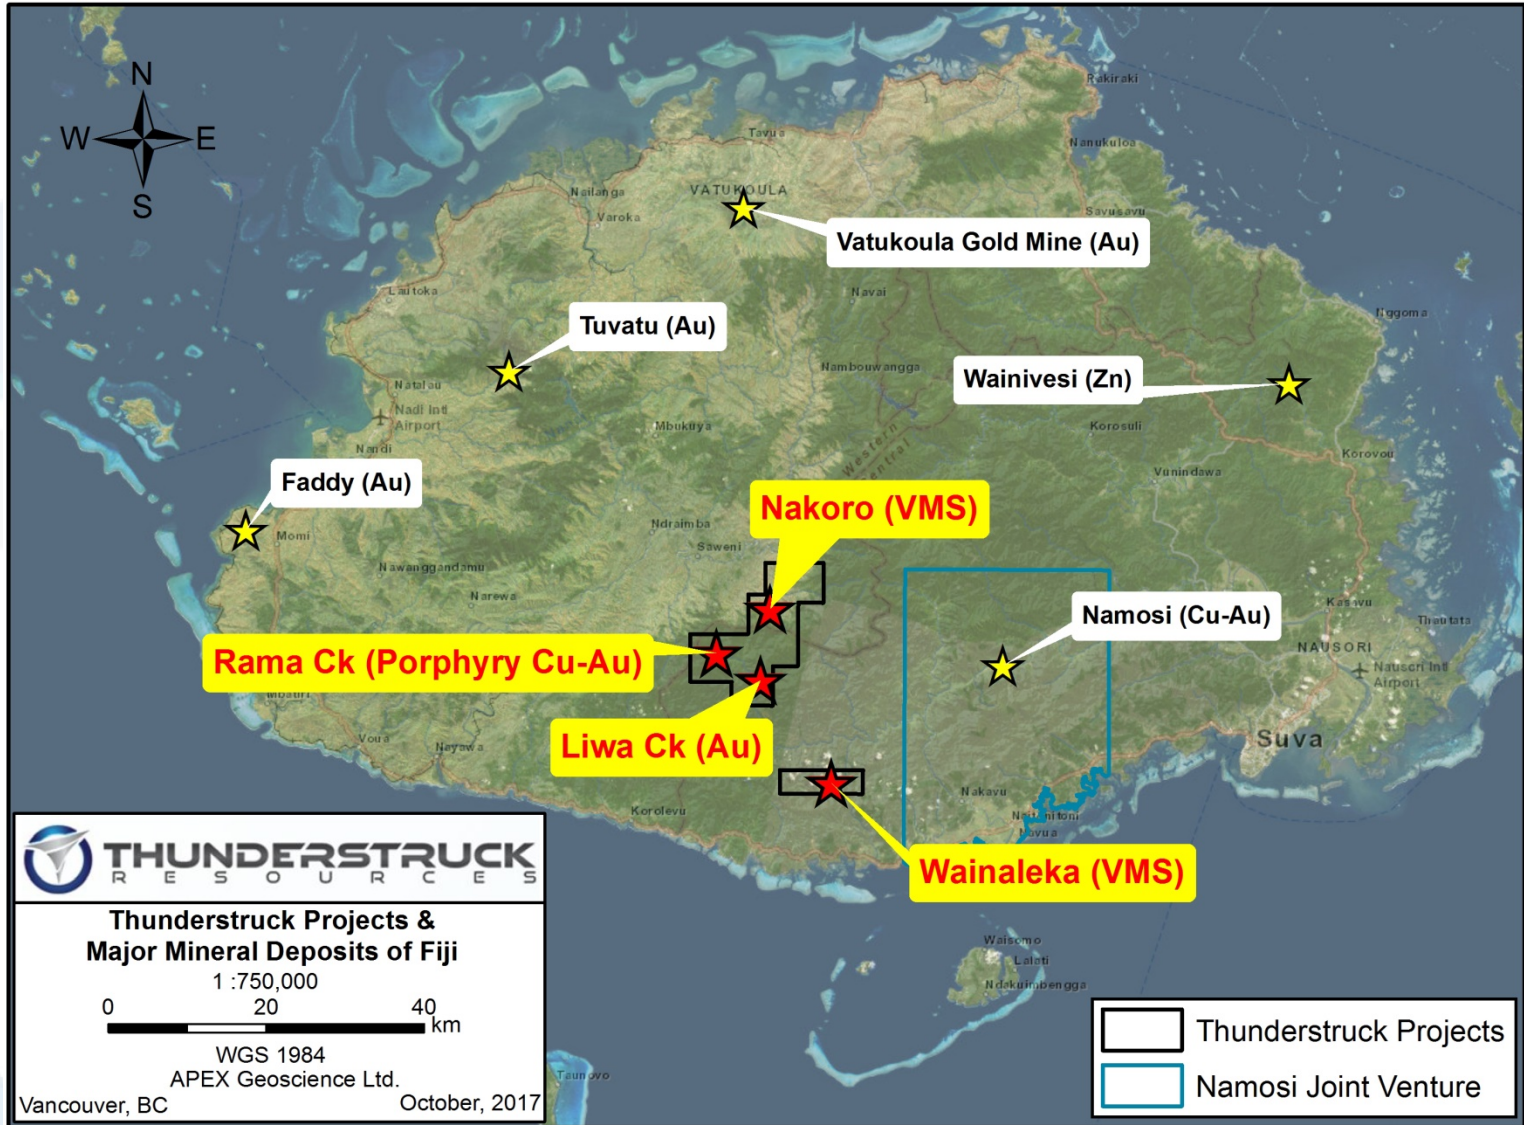 N
W E
S
Rakiraki
Tavua
Nanukuloa
Nailanga
VATUKOULA
Varoka
Savusavu
Vatukoula Gold Mine (Au)
Lautoka
Navai
Nggoma
Tuvatu (Au)
Nambouwangga
Wainivesi (Zn)
Natalau
Nadi Intl
Airport
Mbukuya
Korosuli
Nandi
Western
Central
Korovou
Vunindawa
Faddy (Au)
Nakoro (VMS)
Ndraimba
Momi
Saweni
Nawanggandamu
Narewa
Namosi (Cu-Au)
Kasavu
Thautata
NAUSORI
Rama Ck (Porphyry Cu-Au)
Nausori Intl
Airport
Liwa Ck (Au)
Voua
Nayawa
Suva
Nakavu
Korolevu
Navua
Wainaleka (VMS)
Waisomo
Lalati
Ndakuimbengga
Taunovo
THUNDERSTRUCK
RESOURCES
Thunderstruck Projects &
Major Mineral Deposits of Fiji
1 :750,000
0 20 40
km
WGS 1984
APEX Geoscience Ltd.
Vancouver, BC October, 2017
Thunderstruck Projects
Namosi Joint Venture